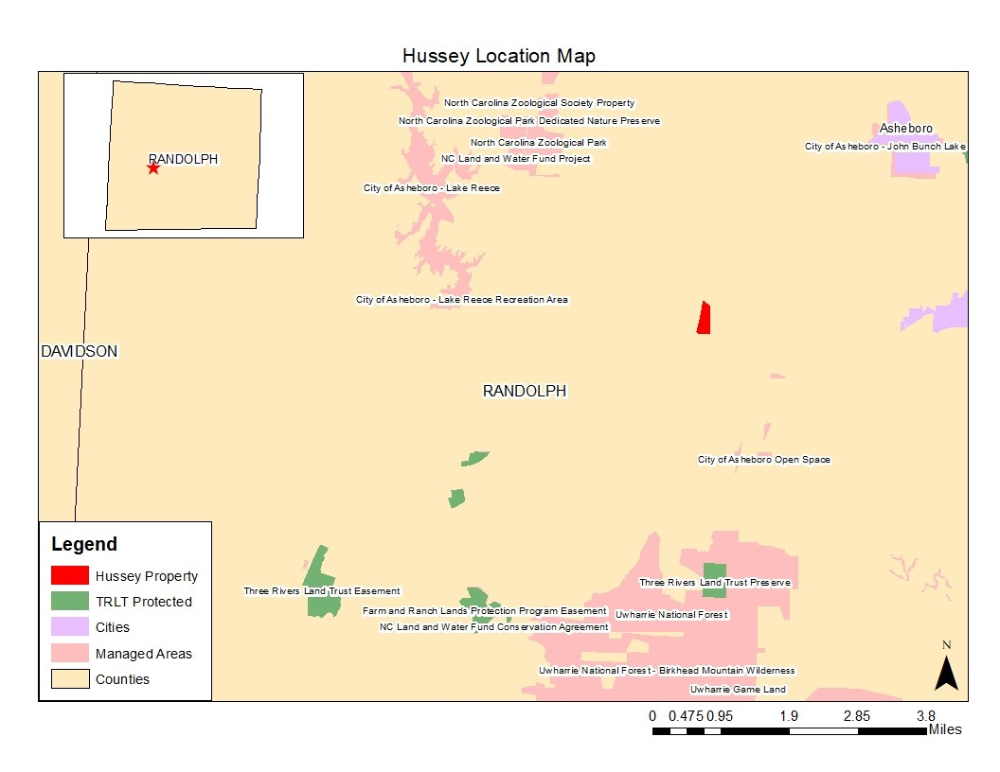 Hussey Location Map
RANDOLPH
North Carolina Zoological Society Property
North Carolina Zoological Park Dedicated Nature Preserve
North Carolina Zoological Park
NC Land and Water Fund Project
City of Asheboro - Lake Reece
Asheboro
City of Asheboro - John Bunch Lake
City of Asheboro - Lake Reece Recreation Area
DAVIDSON
RANDOLPH
City of Asheboro Open Space
Three Rivers Land Trust Easement
Farm and Ranch Lands Protection Program Easement
NC Land and Water Fund Conservation Agreement
Three Rivers Land Trust Preserve
Uwharrie National Forest
Uwharrie National Forest - Birkhead Mountain Wilderness
Uwharrie Game Land
Legend
Hussey Property
TRLT Protected
Cities
Managed Areas
Counties
N
0 0.475 0.95 1.9 2.85 3.8
Miles